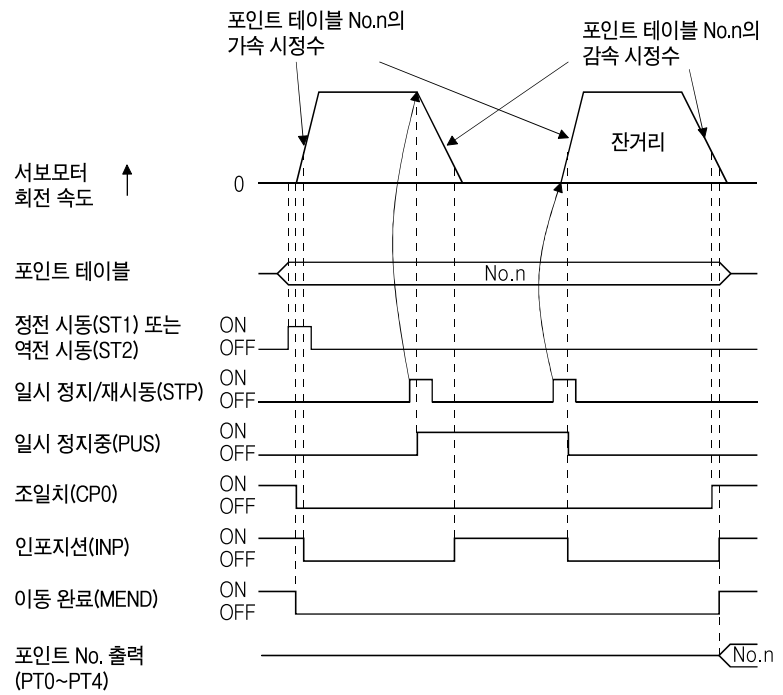 포인트 테이블 No.n의
가속 시정수
포인트 테이블 No.n의
감속 시정수
잔거리
서보모터
회전 속도
0
포인트 테이블
No.n
정전 시동(ST1) 또는
역전 시동(ST2)
ON
OFF
일시 정지/재시동(STP)
ON
OFF
일시 정지중(PUS)
ON
OFF
조일치(CP0)
ON
OFF
인포지션(INP)
ON
OFF
이동 완료(MEND)
ON
OFF
포인트 No. 출력
(PT0~PT4)
No.n